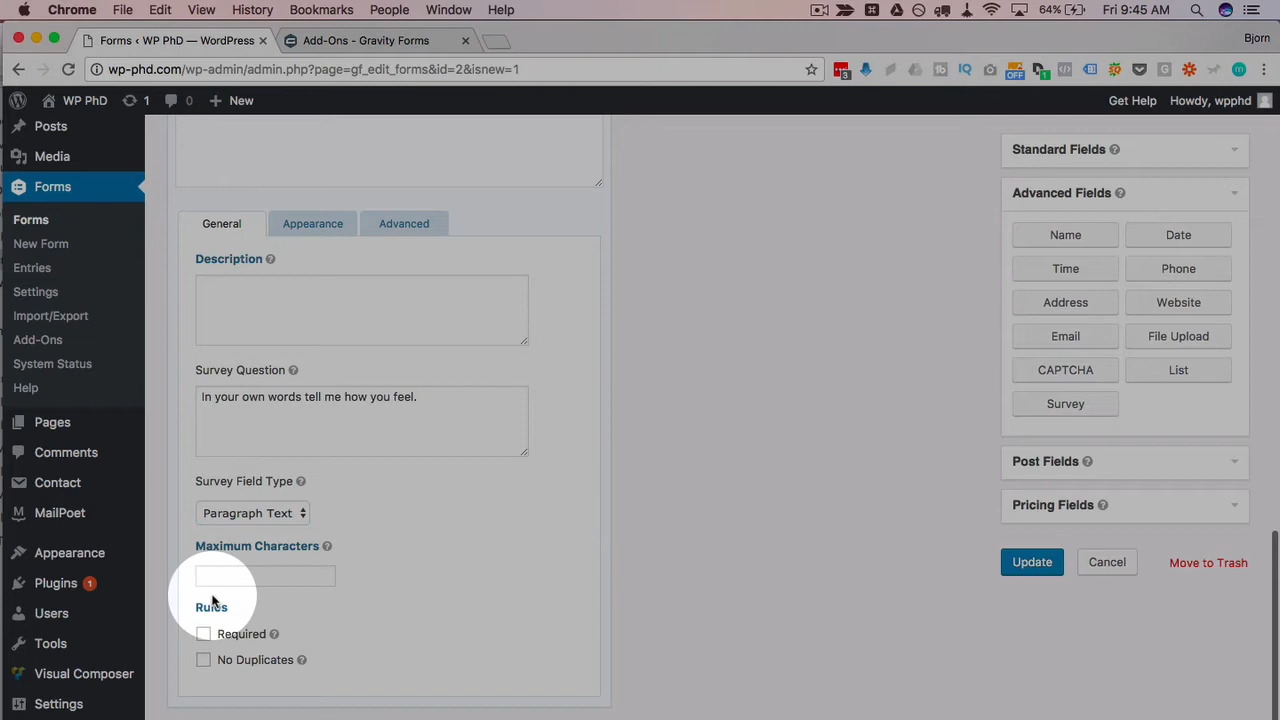 Chrome File Edit View History Bookmarks People Window Help 64% Fri 9:45 AM
Forms ‹ WP PhD — WordPress Add-Ons - Gravity Forms Bjorn
wp-phd.com/wp-admin/admin.php?page=gf_edit_forms&id=2&isnew=1
WP PhD 1 0 New Get Help Howdy, wpphd
Posts
Media
Forms
Forms
New Form
Entries
Settings
Import/Export
Add-Ons
System Status
Help
Pages
Comments
Contact
MailPoet
Appearance
Plugins 1
Users
Tools
Visual Composer
Settings
General Appearance Advanced
Description
Survey Question
In your own words tell me how you feel.
Survey Field Type
Paragraph Text
Maximum Characters
Rules
Required
No Duplicates
Standard Fields
Advanced Fields
Name Date
Time Phone
Address Website
Email File Upload
CAPTCHA List
Survey
Post Fields
Pricing Fields
Update Cancel Move to Trash